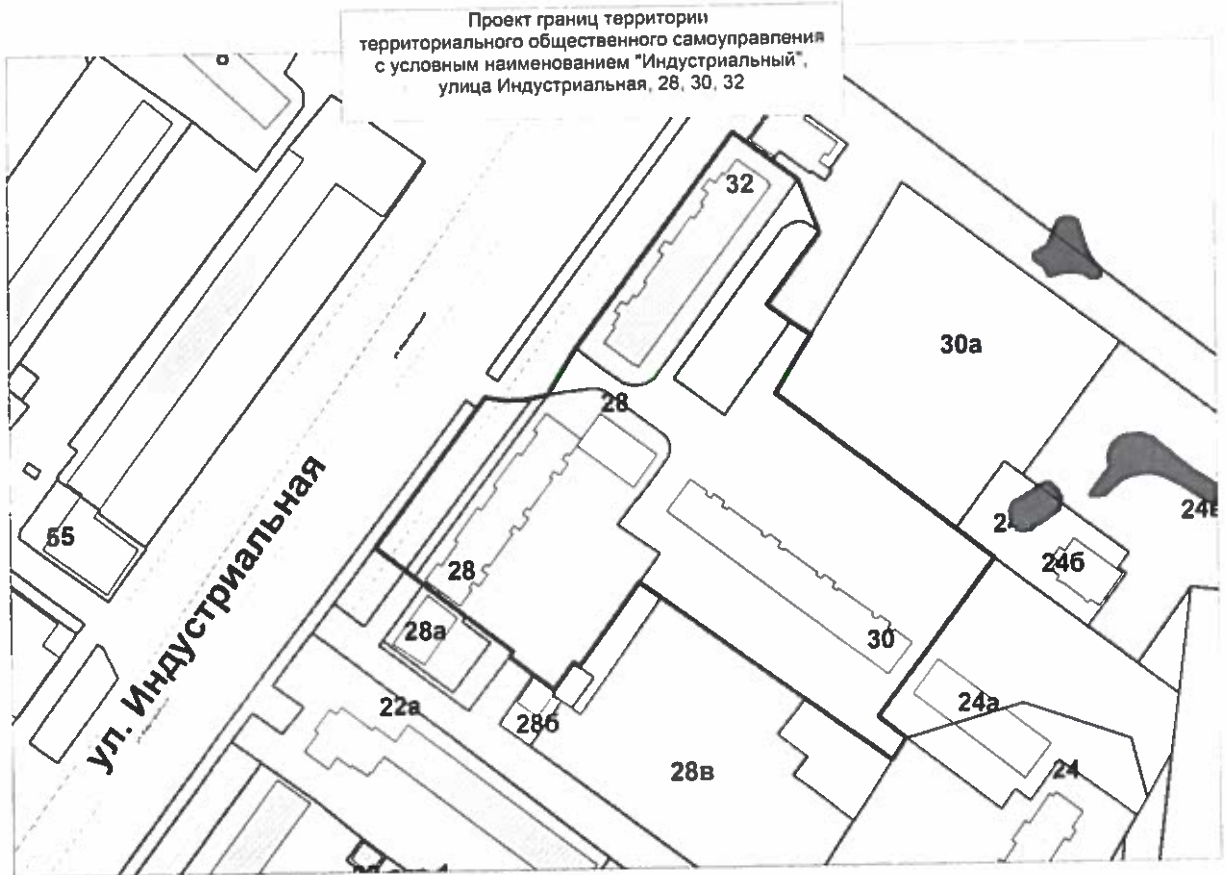 Проект границ территории
территориального общественного самоуправления
с условным наименованием "Индустриальный",
улица Индустриальная, 28, 30, 32
32
30а
28
65
24б
28
28а
30
ул. Индустриальная
22а
28б
24а
28в
24